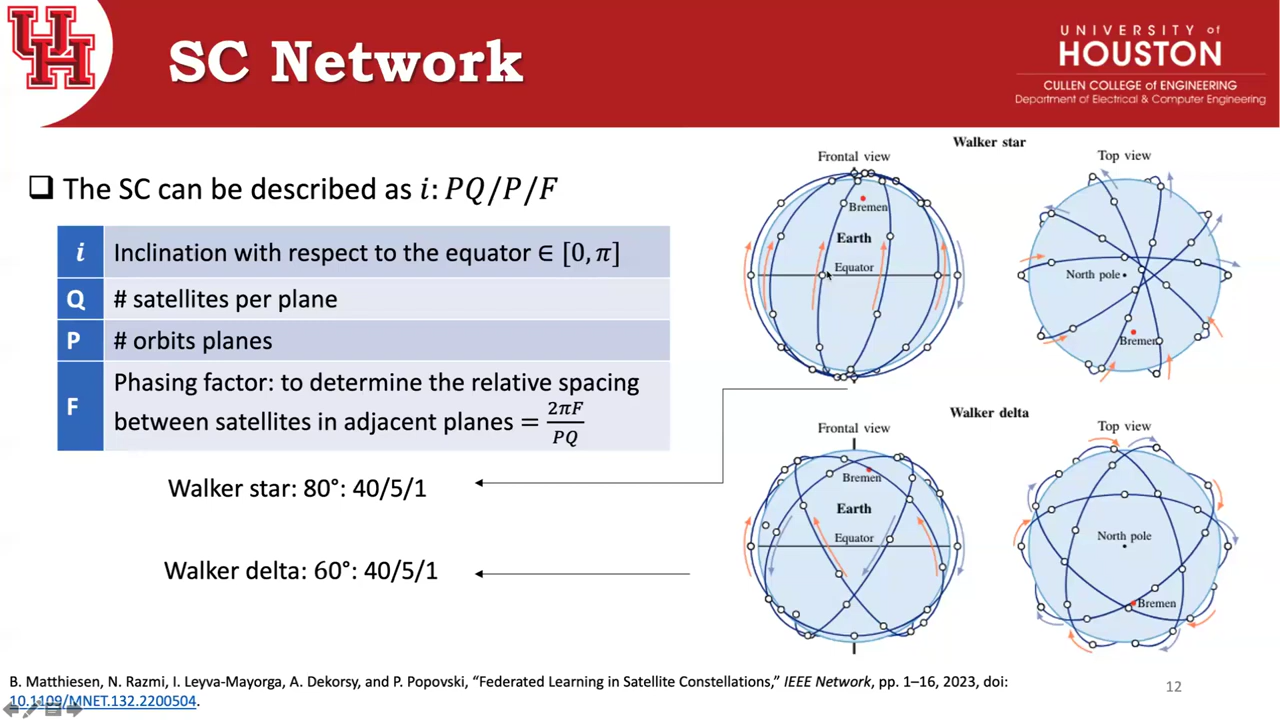 UH
SC Network
UNIVERSITY of
HOUSTON
CULLEN COLLEGE of ENGINEERING
Department of Electrical & Computer Engineering
❑ The SC can be described as 𝑖: 𝑃𝑄/𝑃/𝐹
i Inclination with respect to the equator ∈ [0, 𝜋]
Q # satellites per plane
P # orbits planes
F Phasing factor: to determine the relative spacing
between satellites in adjacent planes = 2𝜋𝐹/𝑃𝑄
Walker star: 80°: 40/5/1
Walker delta: 60°: 40/5/1
Walker star
Frontal view
Bremen
Earth
Equator
Top view
North pole
Bremen
Walker delta
Frontal view
Bremen
Earth
Equator
Top view
North pole
Bremen
B. Matthiesen, N. Razmi, I. Leyva-Mayorga, A. Dekorsy, and P. Popovski, “Federated Learning in Satellite Constellations,” IEEE Network, pp. 1–16, 2023, doi:
10.1109/MNET.132.2200504.
12